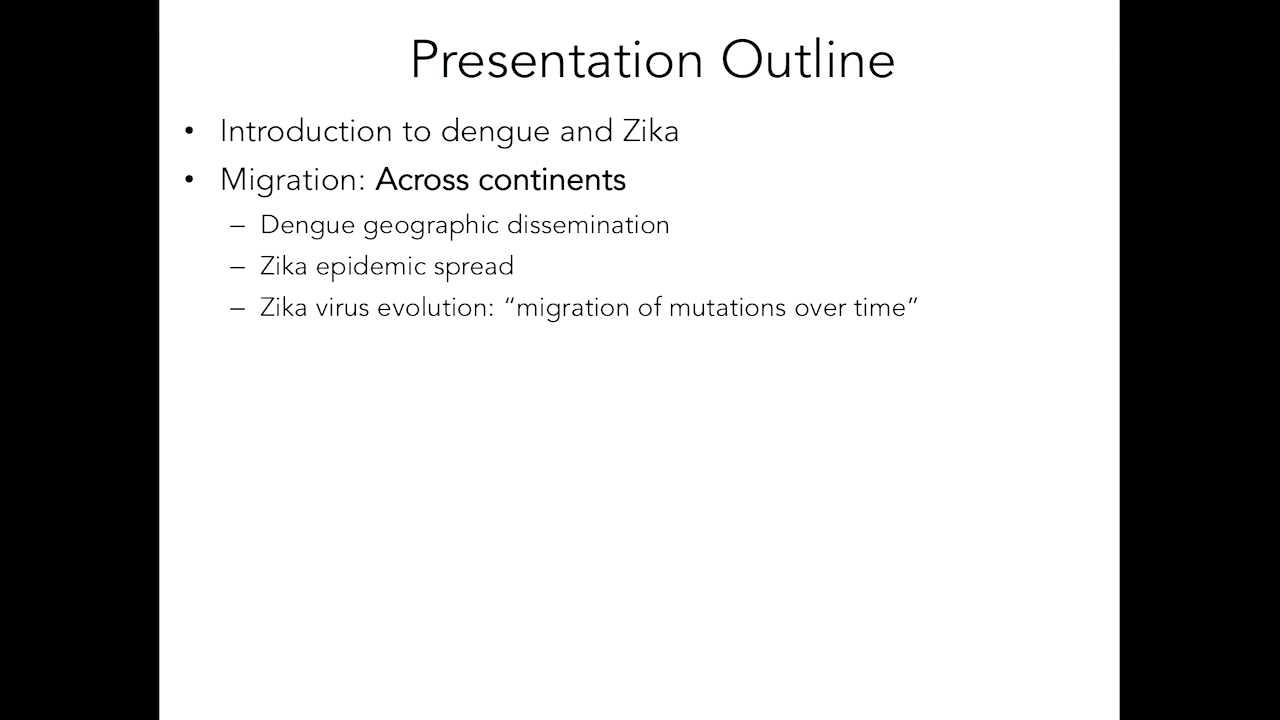 Presentation Outline
• Introduction to dengue and Zika
• Migration: Across continents
– Dengue geographic dissemination
– Zika epidemic spread
– Zika virus evolution: “migration of mutations over time”